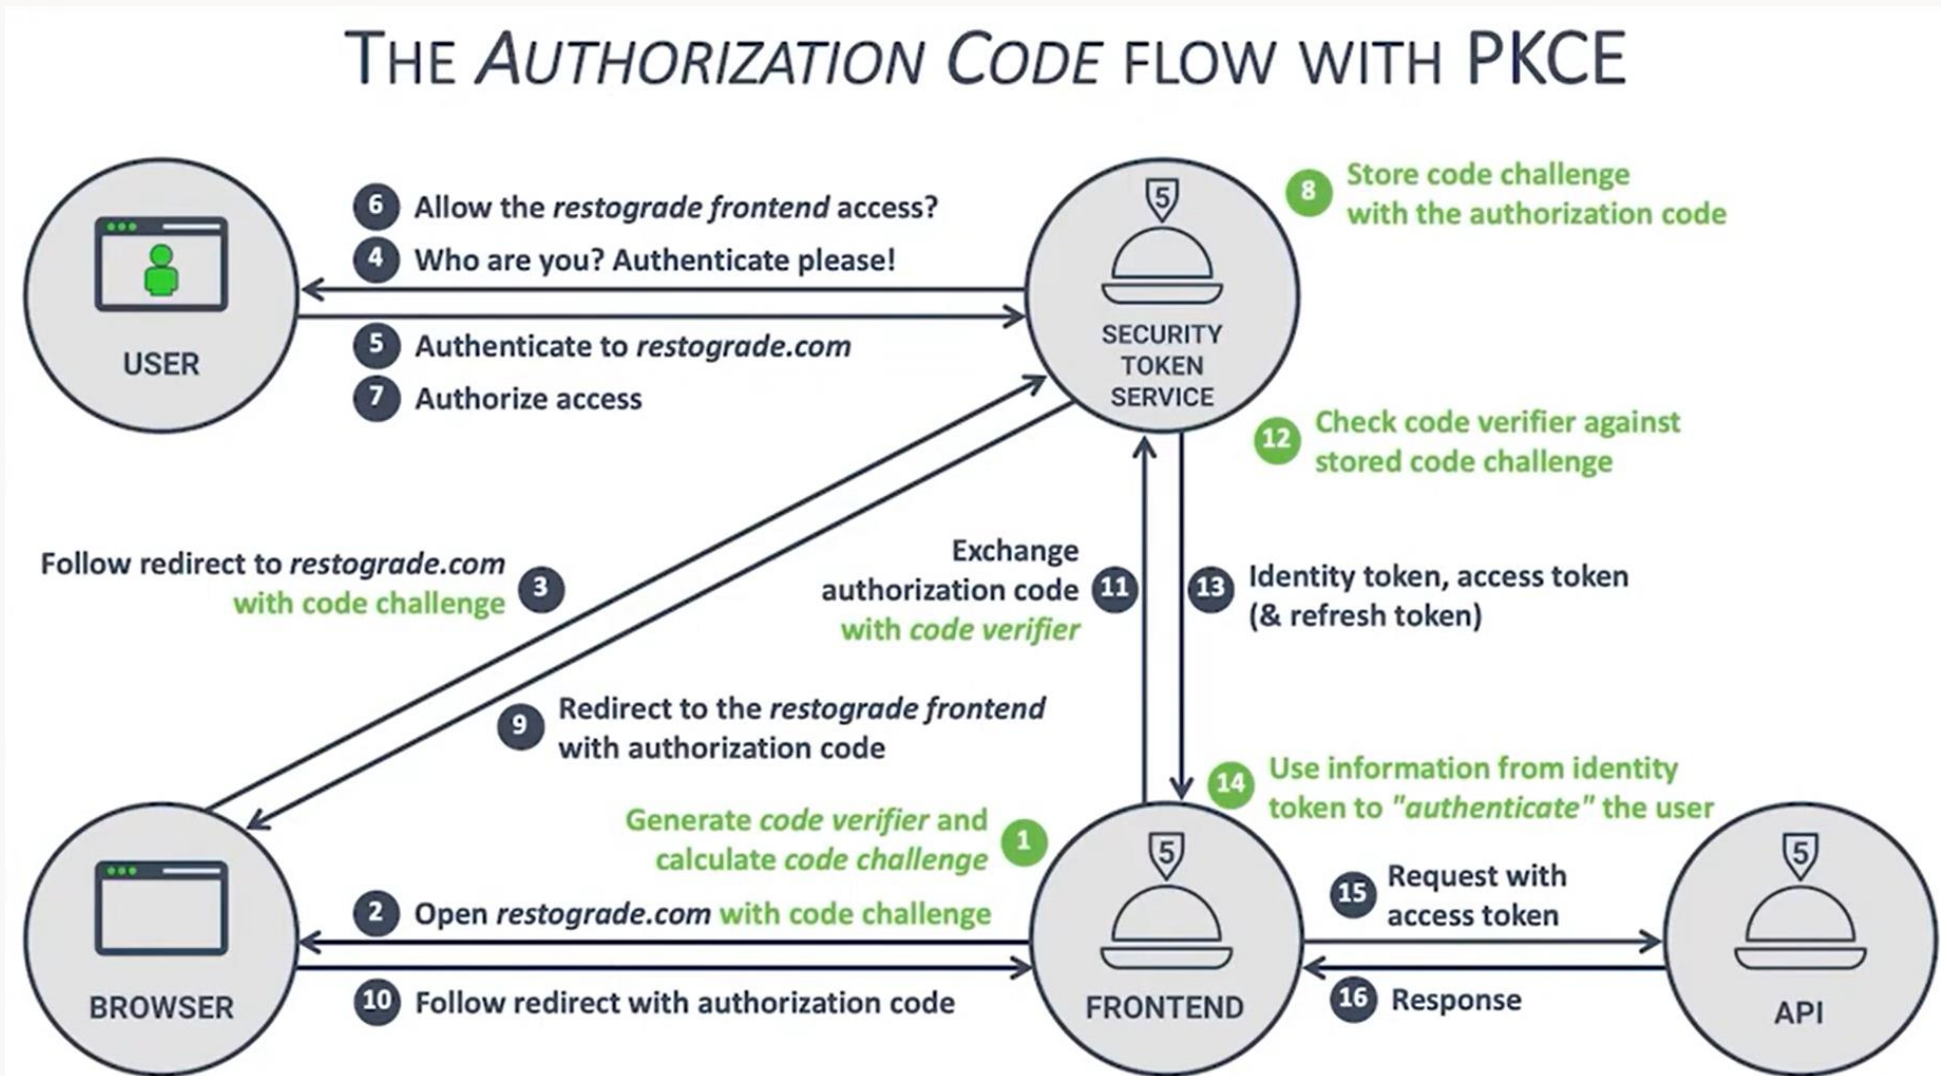 THE AUTHORIZATION CODE FLOW WITH PKCE
6 Allow the restograde frontend access?
4 Who are you? Authenticate please!
5 Authenticate to restograde.com
7 Authorize access
USER
5
SECURITY
TOKEN
SERVICE
8 Store code challenge
with the authorization code
12 Check code verifier against
stored code challenge
Follow redirect to restograde.com
with code challenge
3
Exchange
authorization code
with code verifier
11
13 Identity token, access token
(& refresh token)
9 Redirect to the restograde frontend
with authorization code
Generate code verifier and
calculate code challenge
1
14 Use information from identity
token to "authenticate" the user
2 Open restograde.com with code challenge
10 Follow redirect with authorization code
BROWSER
5
FRONTEND
15 Request with
access token
16 Response
5
API